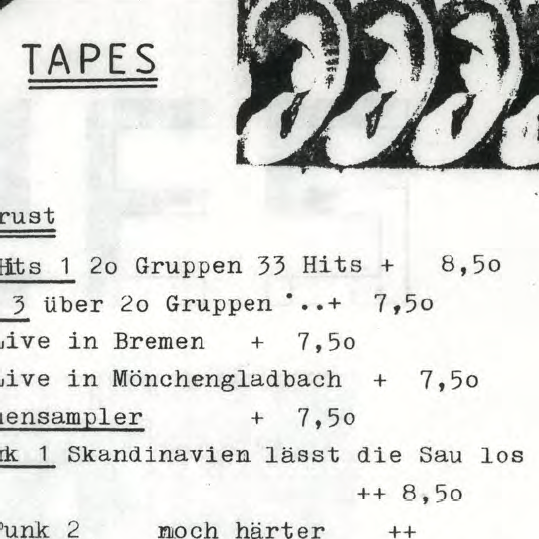 TAPES
rust
Hits 1 2o Gruppen 33 Hits + 8,5o
3 über 2o Gruppen '..+ 7,5o
Live in Bremen + 7,5o
Live in Mönchengladbach + 7,5o
ensampler + 7,5o
nk 1 Skandinavien lässt die Sau los
++ 8,5o
Punk 2 noch härter ++